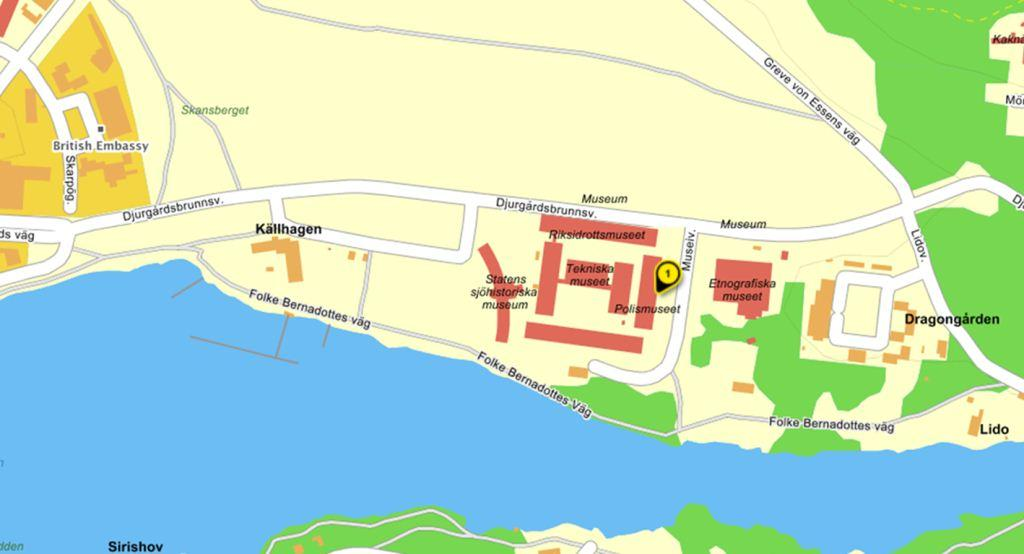 Kakn
Greve von Essens väg
Mö
Skansberget
British Embassy
Skarpög.
Museum
Djurgårdsbrunnsv.
Djurgårdsbrunnsv.
Museum
ds väg
Källhagen
Riksidrottsmuseet
Museiv.
Lidov.
Dj
Tekniska
museet
1
Statens
sjöhistoriska
museum
Etnografiska
museet
Polismuseet
Folke Bernadottes väg
Dragongården
Folke Bernadottes Väg
Folke Bernadottes väg
Lido
Sirishov
dden